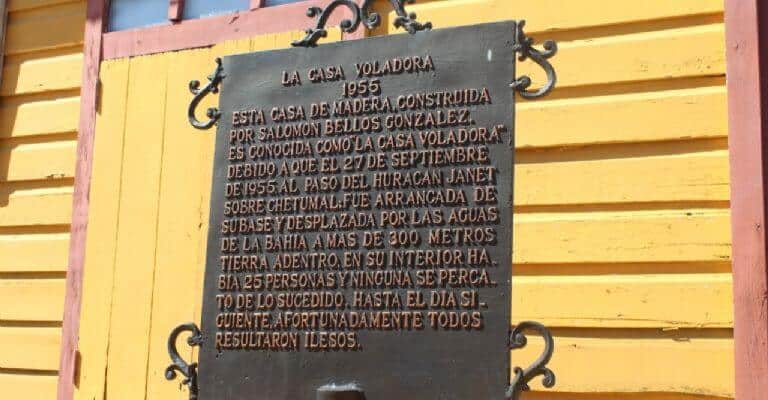 LA CASA VOLADORA
1955
ESTA CASA DE MADERA, CONSTRUIDA
POR SALOMON BELLOS GONZALEZ.
ES CONOCIDA COMO "LA CASA VOLADORA"
DEBIDO A QUE EL 27 DE SEPTIEMBRE
DE 1955, AL PASO DEL HURACAN JANET
SOBRE CHETUMAL, FUE ARRANCADA DE
SU BASE Y DESPLAZADA POR LAS AGUAS
DE LA BAHIA A MAS DE 300 METROS
TIERRA ADENTRO, EN SU INTERIOR HA-
BIA 25 PERSONAS Y NINGUNA SE PERCA-
TO DE LO SUCEDIDO, HASTA EL DIA SI-
GUIENTE, AFORTUNADAMENTE TODOS
RESULTARON ILESOS.